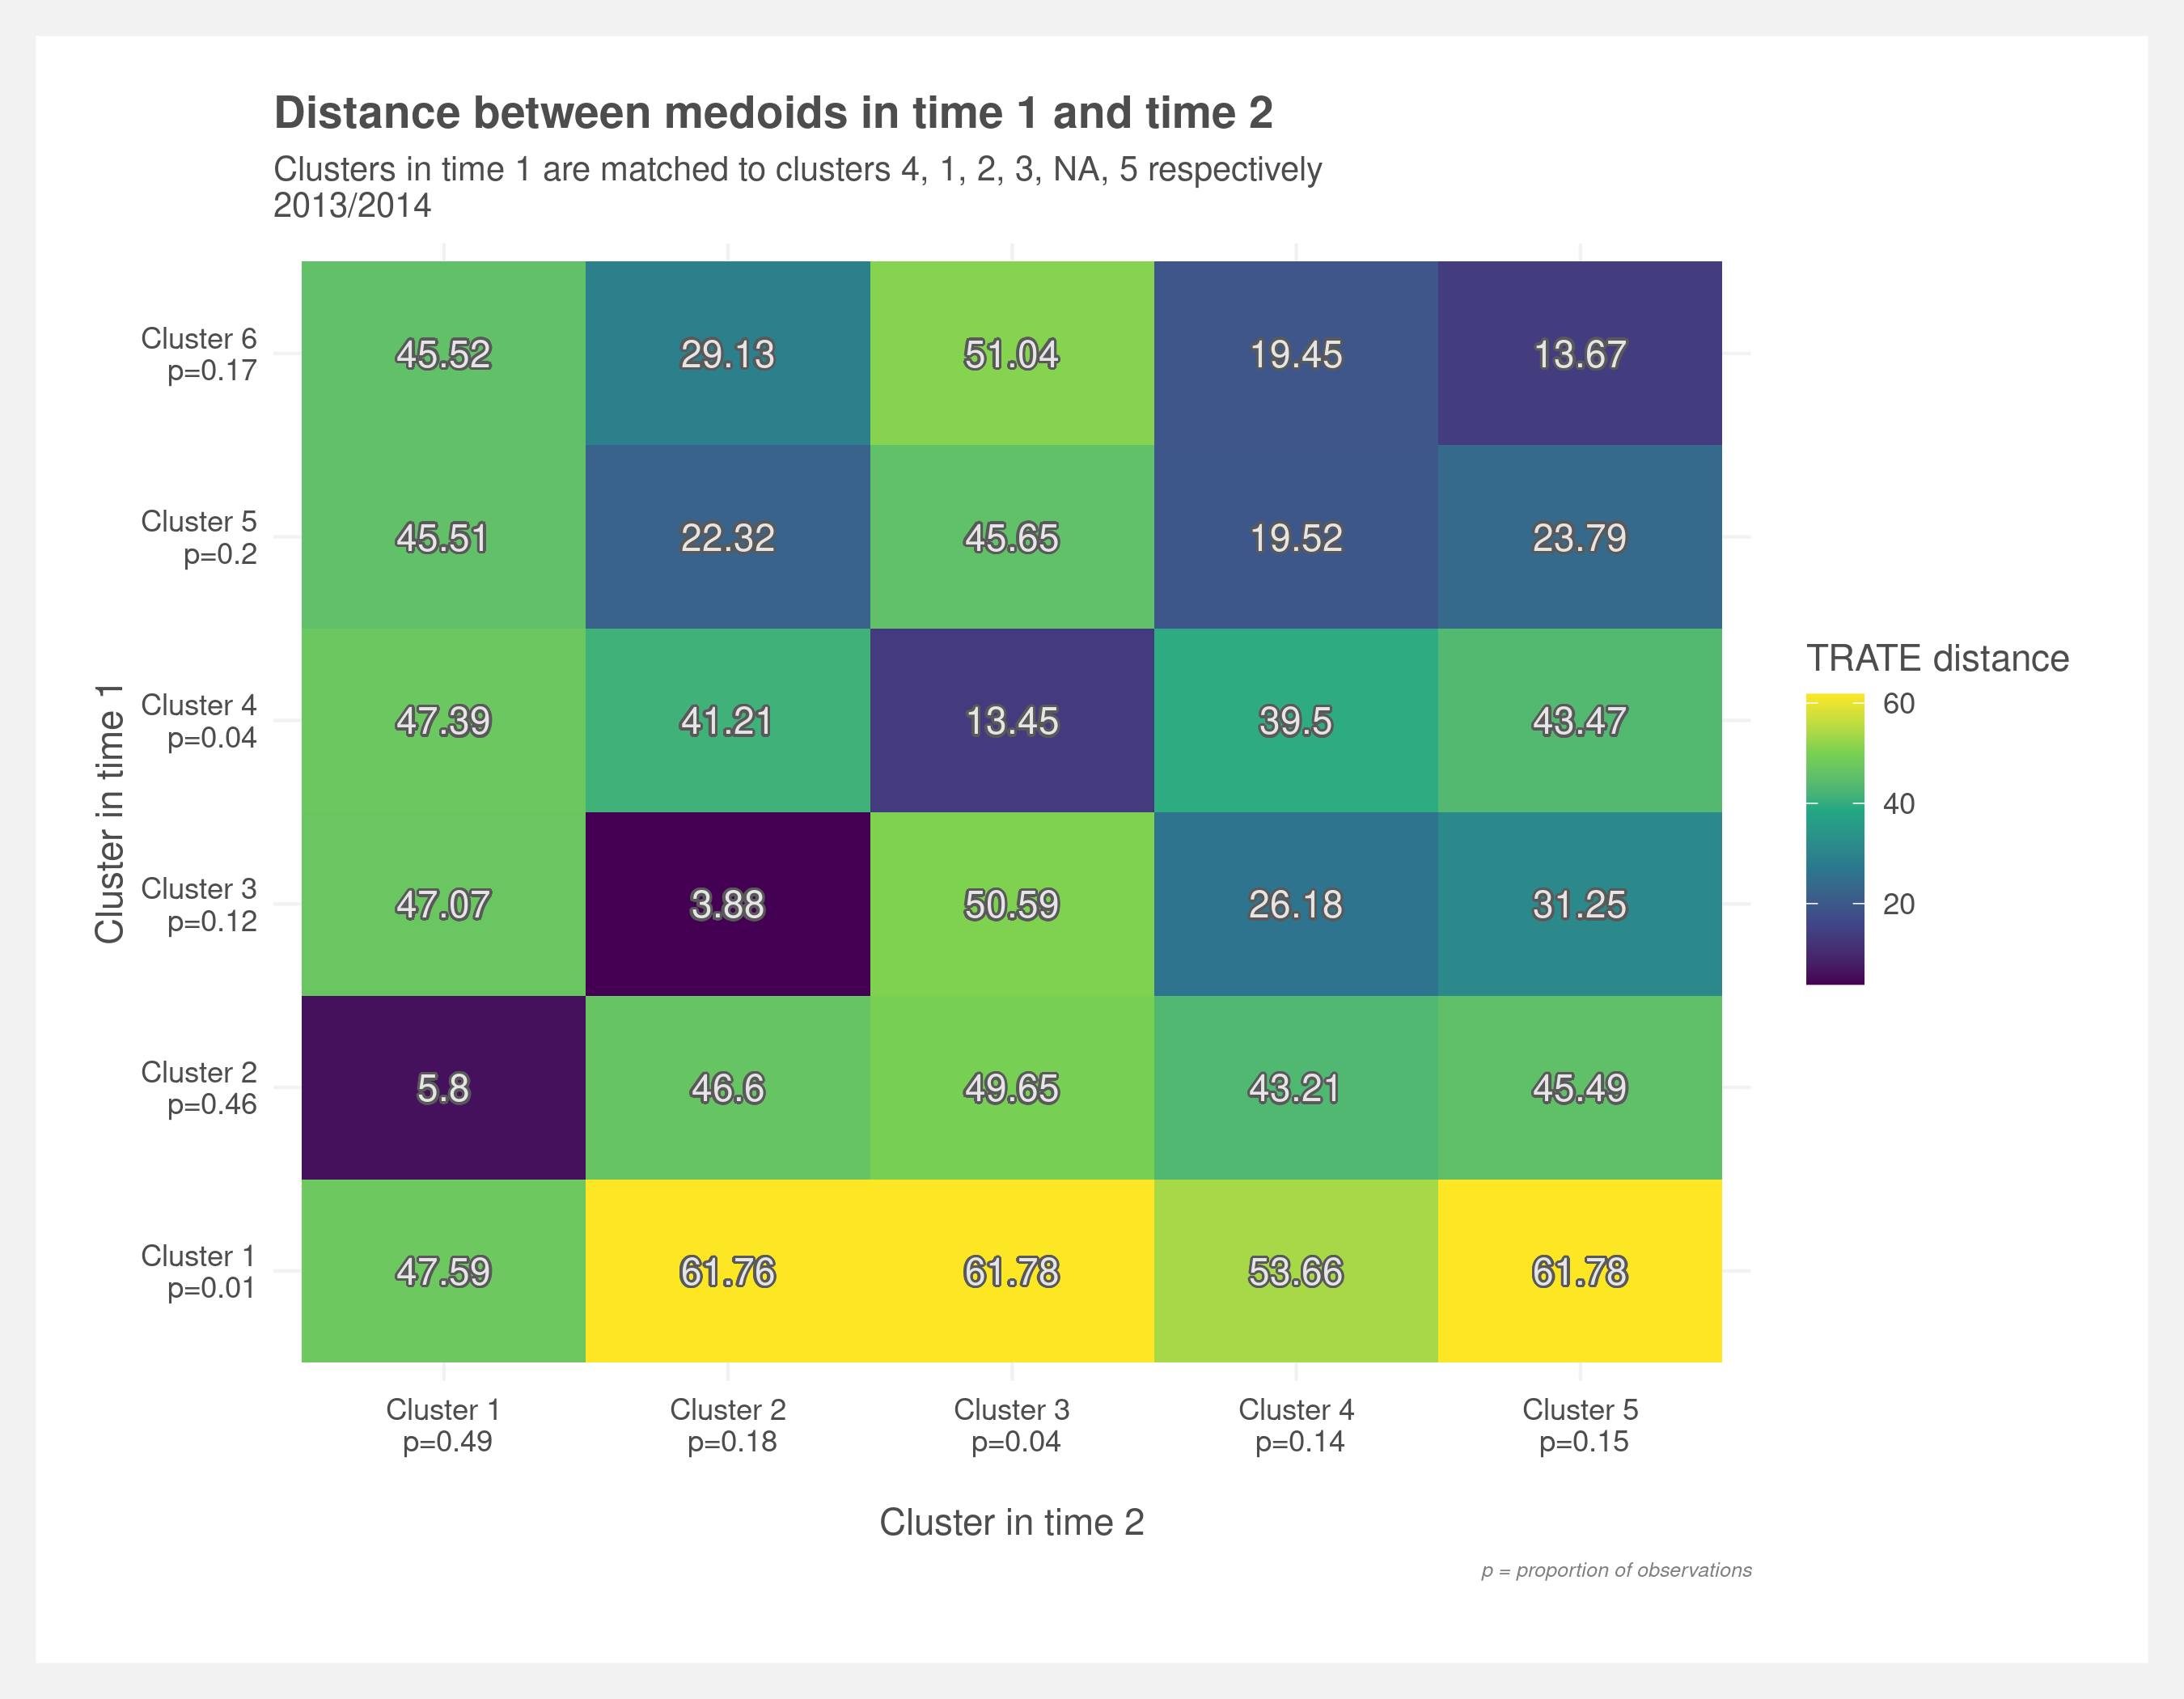 Distance between medoids in time 1 and time 2
Clusters in time 1 are matched to clusters 4, 1, 2, 3, NA, 5 respectively
2013/2014
Cluster in time 1
Cluster 6
p=0.17
45.52 29.13 51.04 19.45 13.67
Cluster 5
p=0.2
45.51 22.32 45.65 19.52 23.79
Cluster 4
p=0.04
47.39 41.21 13.45 39.5 43.47
Cluster 3
p=0.12
47.07 3.88 50.59 26.18 31.25
Cluster 2
p=0.46
5.8 46.6 49.65 43.21 45.49
Cluster 1
p=0.01
47.59 61.76 61.78 53.66 61.78
Cluster 1 Cluster 2 Cluster 3 Cluster 4 Cluster 5
p=0.49 p=0.18 p=0.04 p=0.14 p=0.15
Cluster in time 2
TRATE distance
60
40
20
p = proportion of observations